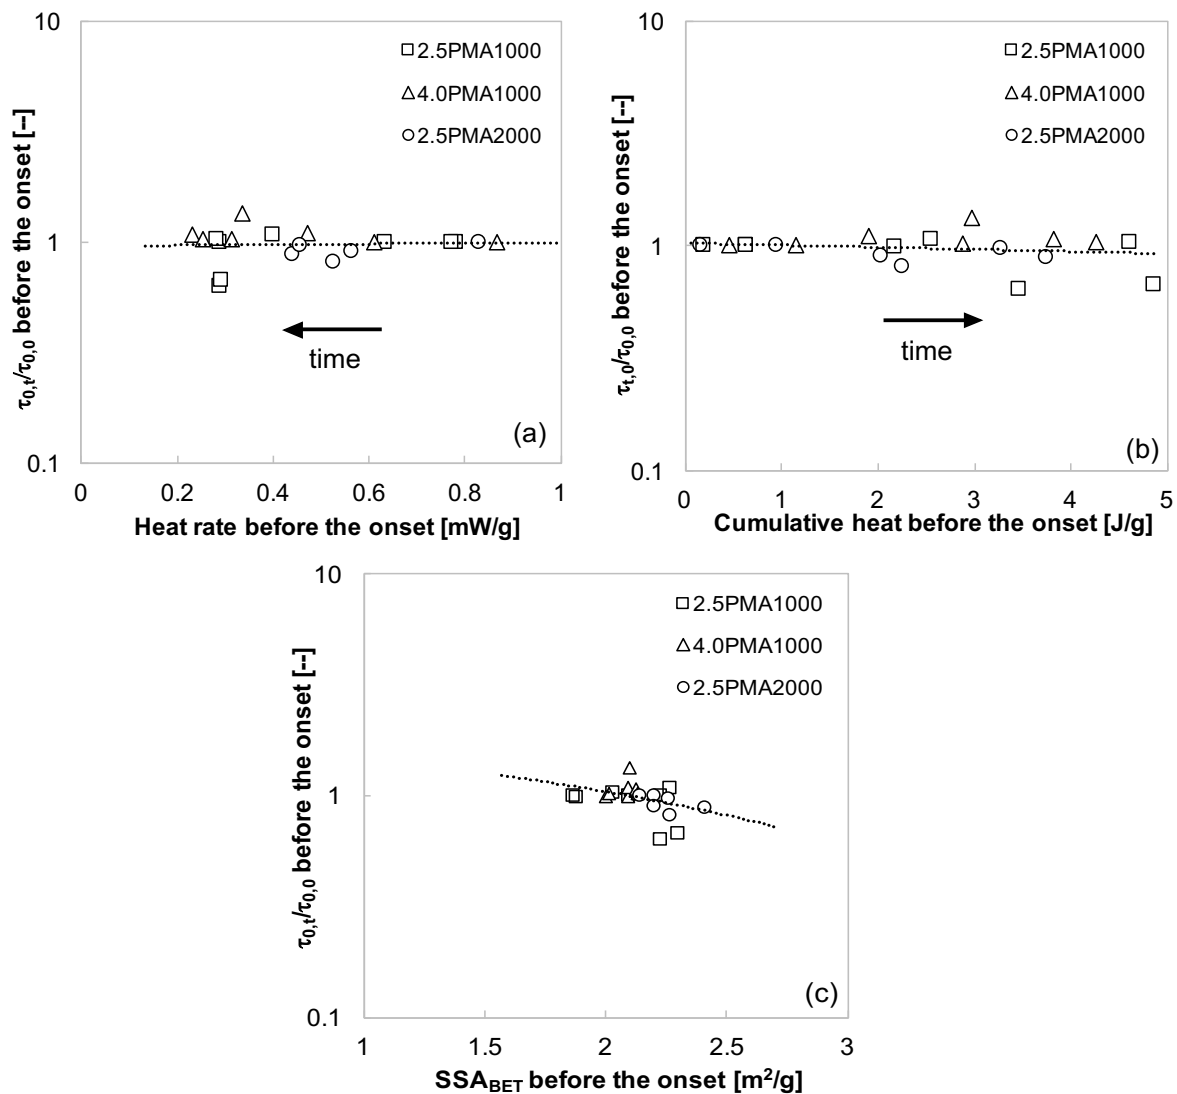 10
1
0.1
τ0,t/τ0,0 before the onset [--]
2.5PMA1000
4.0PMA1000
2.5PMA2000
time
(a)
0 0.2 0.4 0.6 0.8 1
Heat rate before the onset [mW/g]
10
1
0.1
τt,0/τ0,0 before the onset [--]
2.5PMA1000
4.0PMA1000
2.5PMA2000
time
(b)
0 1 2 3 4 5
Cumulative heat before the onset [J/g]
10
1
0.1
τ0,t/τ0,0 before the onset [--]
2.5PMA1000
4.0PMA1000
2.5PMA2000
(c)
1 1.5 2 2.5 3
SSABET before the onset [m²/g]